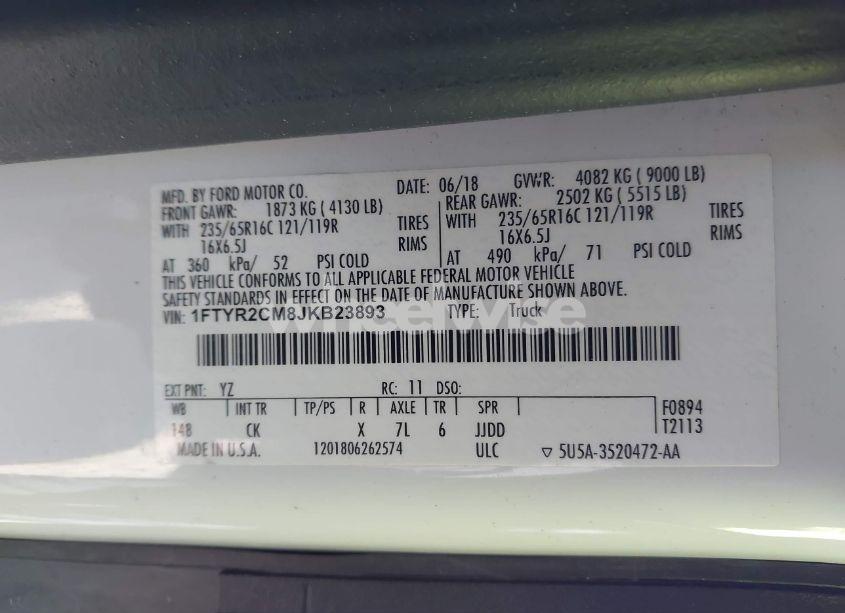 MFD. BY FORD MOTOR CO. DATE: 06/18 GVWR: 4082 KG ( 9000 LB)
FRONT GAWR: 1873 KG ( 4130 LB) REAR GAWR: 2502 KG ( 5515 LB)
WITH 235/65R16C 121/119R TIRES WITH 235/65R16C 121/119R TIRES
16X6.5J RIMS 16X6.5J RIMS
AT 360 kPa/ 52 PSI COLD AT 490 kPa/ 71 PSI COLD
THIS VEHICLE CONFORMS TO ALL APPLICABLE FEDERAL MOTOR VEHICLE
SAFETY STANDARDS IN EFFECT ON THE DATE OF MANUFACTURE SHOWN ABOVE.
VIN: 1FTYR2CM8JKB23893 TYPE: Truck
wheelwise
EXT PNT: YZ RC: 11 DSO:
WB INT TR TP/PS R AXLE TR SPR F0894
148 CK X 7L 6 JJDD T2113
MADE IN U.S.A. 1201806262574 ULC ▽ 5U5A-3520472-AA